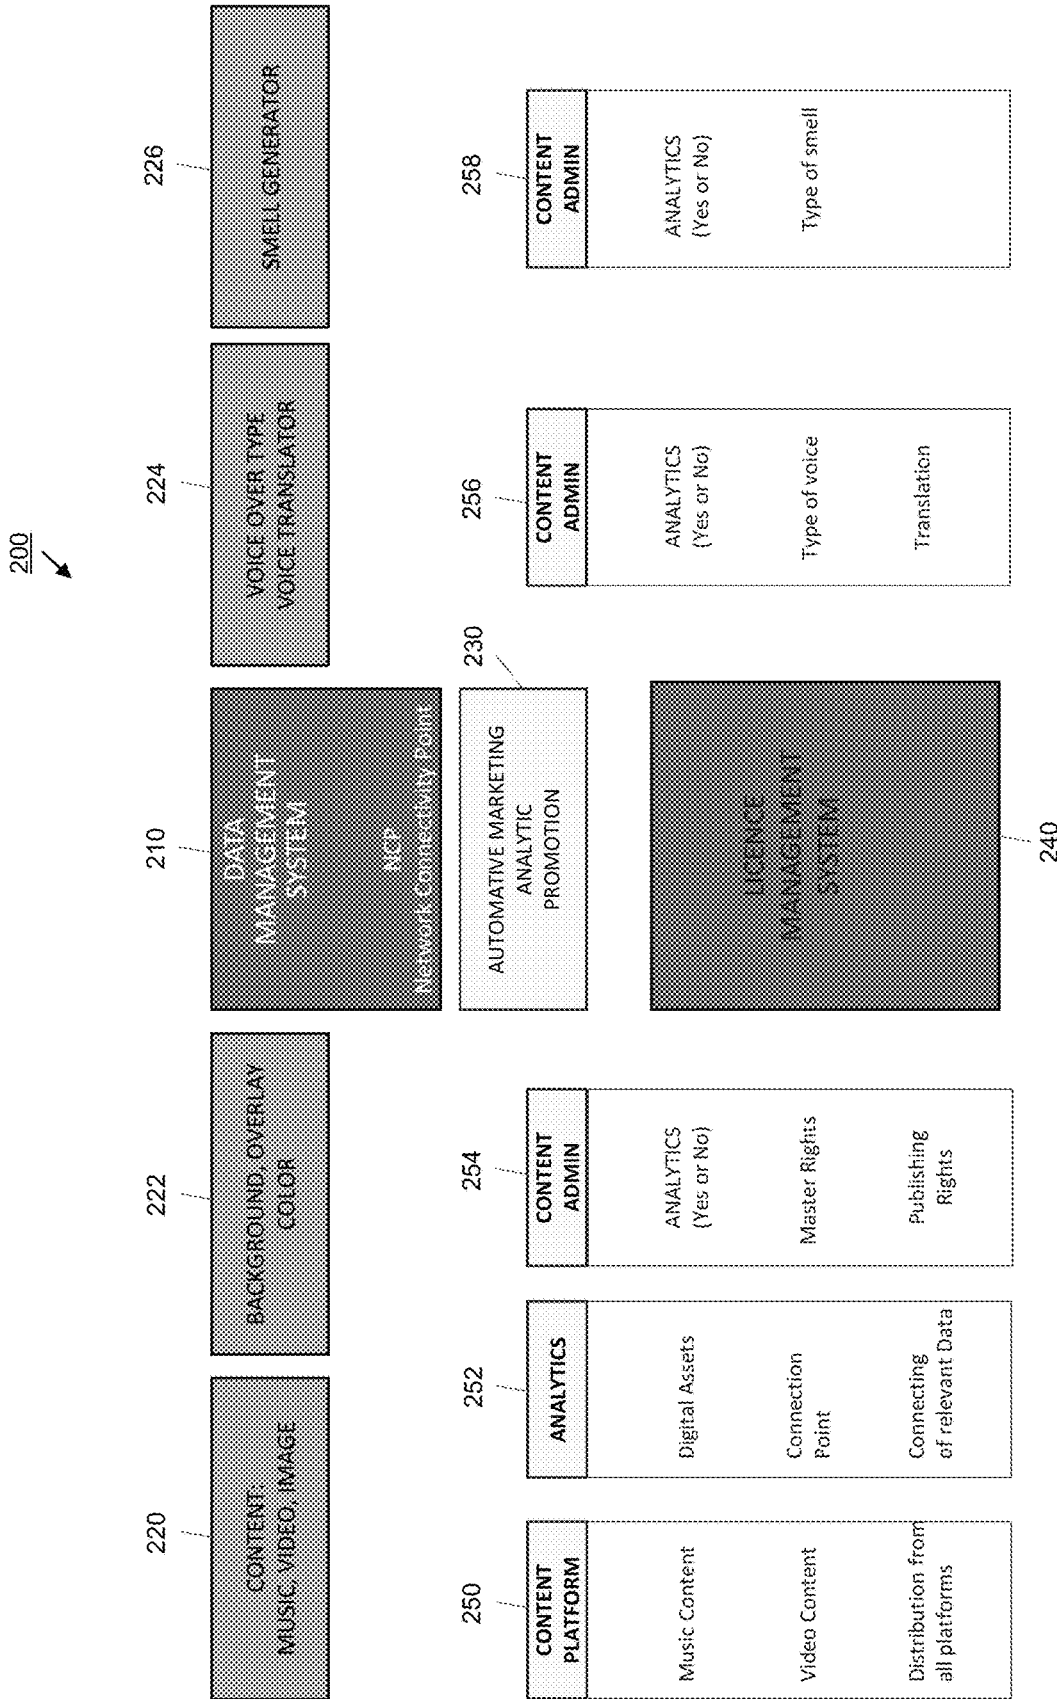 200
220
CONTENT
MUSIC, VIDEO, IMAGE
222
BACKGROUND, OVERLAY
COLOR
210
DATA
MANAGEMENT
SYSTEM
NCP
Network Connectivity Point
224
VOICE OVER TYPE
VOICE TRANSLATOR
226
SMELL GENERATOR
230
AUTOMATIVE MARKETING
ANALYTIC
PROMOTION
250
CONTENT
PLATFORM
Music Content
Video Content
Distribution from
all platforms
252
ANALYTICS
Digital Assets
Connection
Point
Connecting
of relevant Data
254
CONTENT
ADMIN
ANALYTICS
(Yes or No)
Master Rights
Publishing
Rights
LICENCE
MANAGEMENT
SYSTEM
240
256
CONTENT
ADMIN
ANALYTICS
(Yes or No)
Type of voice
Translation
258
CONTENT
ADMIN
ANALYTICS
(Yes or No)
Type of smell